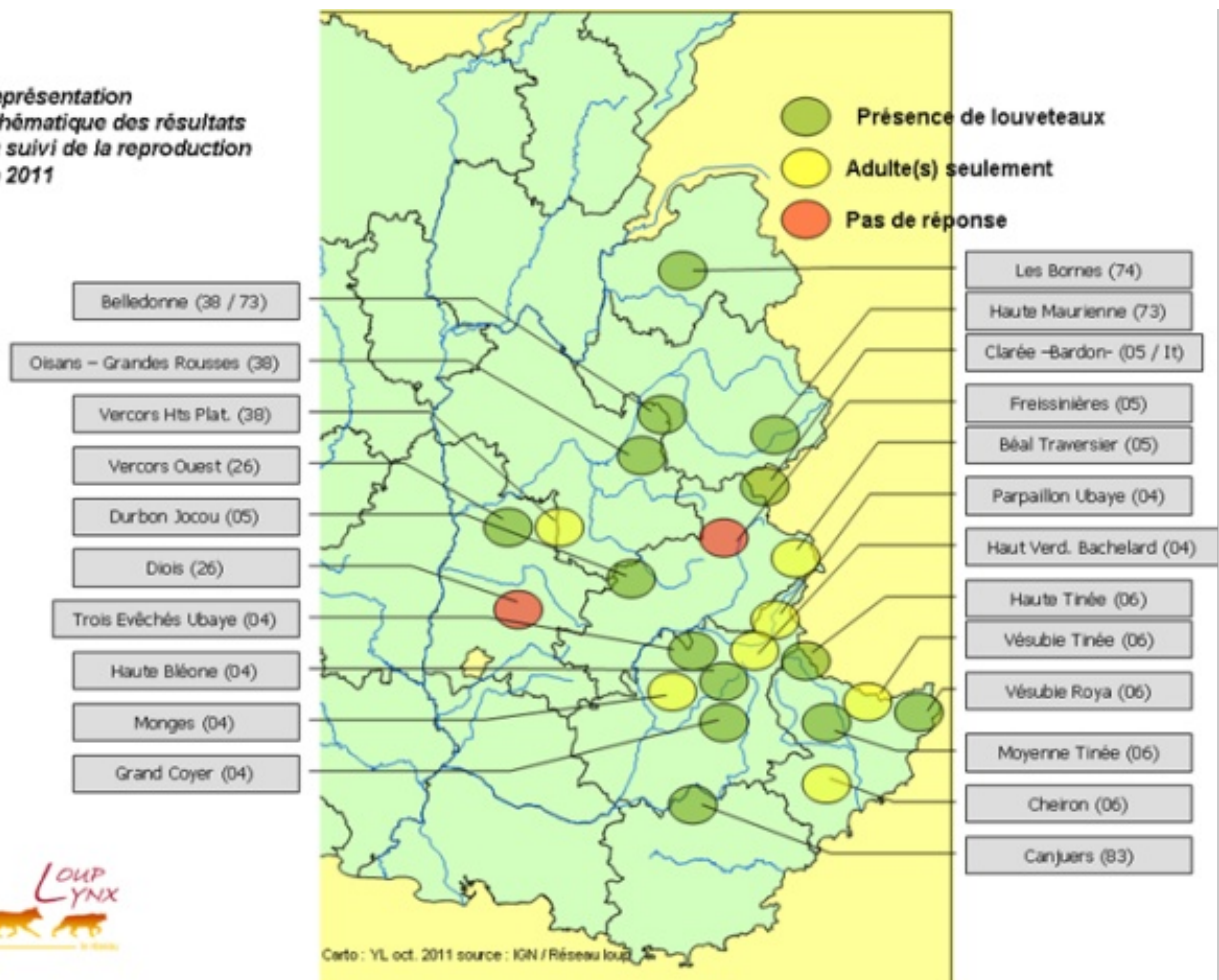 eprésentation
hématique des résultats
suivi de la reproduction
2011
Présence de louveteaux
Adulte(s) seulement
Pas de réponse
Belledonne (38 / 73)
Oisans – Grandes Rousses (38)
Vercors Hts Plat. (38)
Vercors Ouest (26)
Durbon Jocou (05)
Diois (26)
Trois Evêchés Ubaye (04)
Haute Bléone (04)
Monges (04)
Grand Coyer (04)
Les Bornes (74)
Haute Maurienne (73)
Clarée –Bardon- (05 / It)
Freissinières (05)
Béal Traversier (05)
Parpaillon Ubaye (04)
Haut Verd. Bachelard (04)
Haute Tinée (06)
Vésubie Tinée (06)
Vésubie Roya (06)
Moyenne Tinée (06)
Cheiron (06)
Canjuers (83)
LOUP
LYNX
Carto : YL oct. 2011 source : IGN / Réseau loup